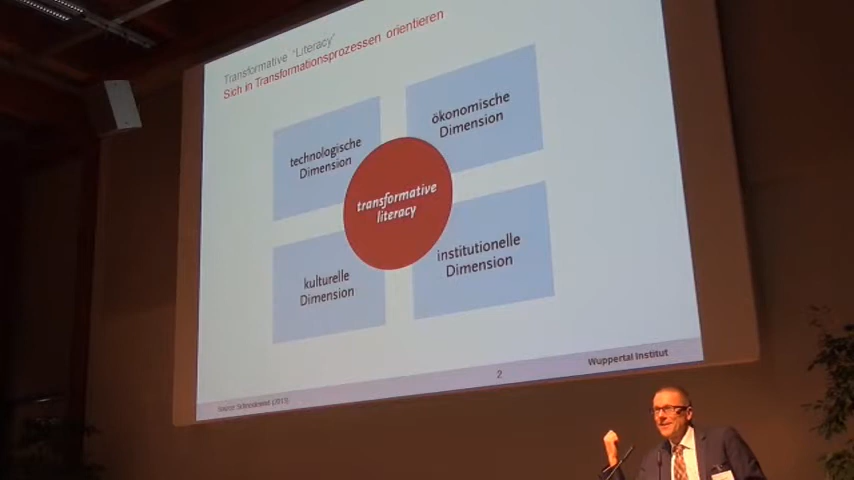 Transformative 'Literacy'
Sich in Transformationsprozessen orientieren
technologische
Dimension
ökonomische
Dimension
transformative
literacy
kulturelle
Dimension
institutionelle
Dimension
Wuppertal Institut
2